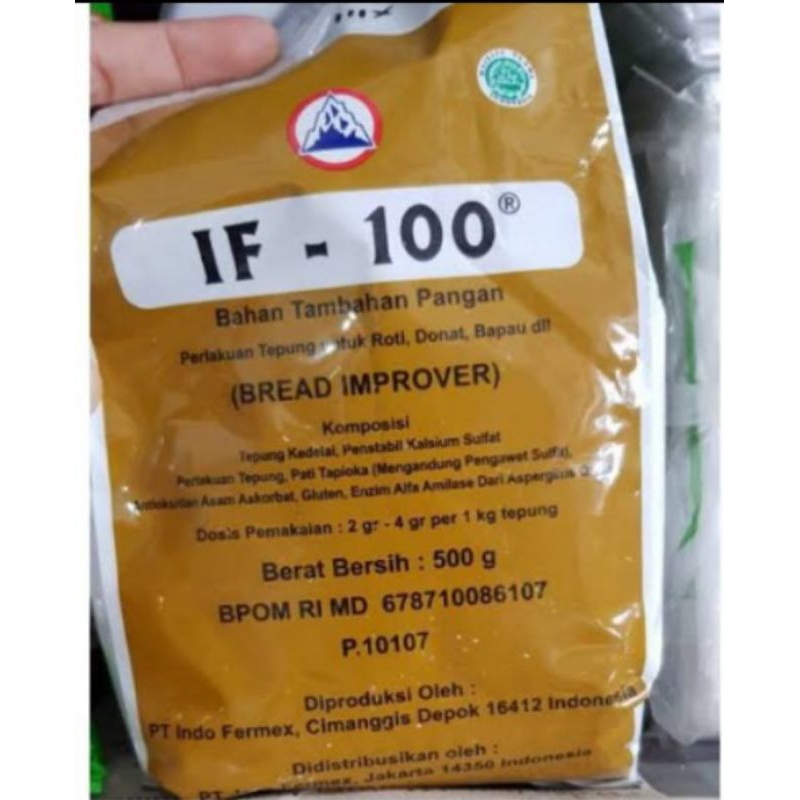 IF - 100®
Bahan Tambahan Pangan
Perlakuan Tepung untuk Roti, Donat, Bapau dll
(BREAD IMPROVER)
Komposisi
Tepung Kedelai, Penstabil Kalsium Sulfat
Perlakuan Tepung, Pati Tapioka (Mengandung Pengawet Sulfit),
Antioksidan Asam Askorbat, Gluten, Enzim Alfa Amilase Dari Aspergillus
Dosis Pemakaian : 2 gr - 4 gr per 1 kg tepung
Berat Bersih : 500 g
BPOM RI MD 678710086107
P.10107
Diproduksi Oleh :
PT Indo Fermex, Cimanggis Depok 16412 Indonesia
Didistribusikan oleh :
PT. Fermex, Jakarta 14350 Indonesia